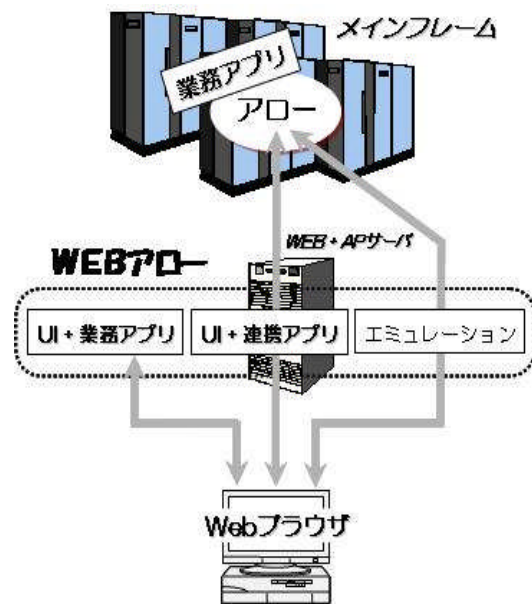 メインフレーム
業務アプリ
アロー
WEB・APサーバ
WEBアロー
UI+業務アプリ
UI+連携アプリ
エミュレーション
Webブラウザ